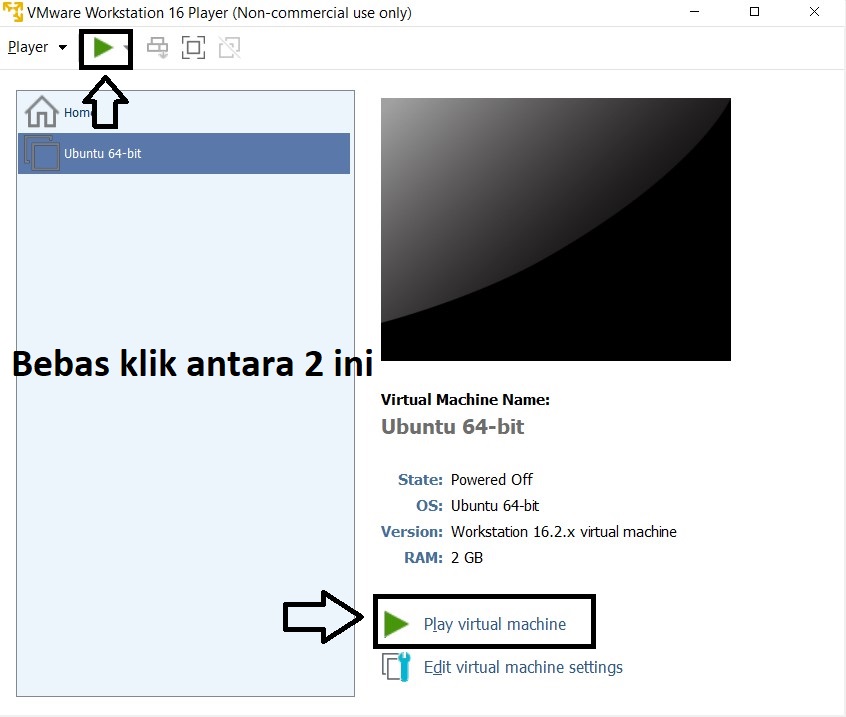 VMware Workstation 16 Player (Non-commercial use only)
Player
Home
Ubuntu 64-bit
Bebas klik antara 2 ini
Virtual Machine Name:
Ubuntu 64-bit
State: Powered Off
OS: Ubuntu 64-bit
Version: Workstation 16.2.x virtual machine
RAM: 2 GB
Play virtual machine
Edit virtual machine settings